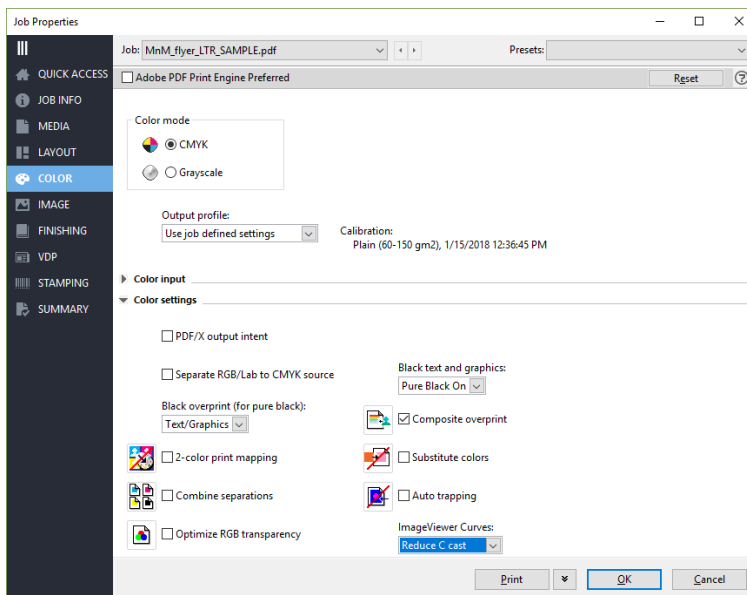 Job Properties
Job: MnM_flyer_LTR_SAMPLE.pdf
Presets:
QUICK ACCESS
JOB INFO
MEDIA
LAYOUT
COLOR
IMAGE
FINISHING
VDP
STAMPING
SUMMARY
Adobe PDF Print Engine Preferred
Reset
?
Color mode
CMYK
Grayscale
Output profile:
Use job defined settings
Calibration:
Plain (60-150 gm2), 1/15/2018 12:36:45 PM
Color input
Color settings
PDF/X output intent
Separate RGB/Lab to CMYK source
Black text and graphics:
Pure Black On
Black overprint (for pure black):
Text/Graphics
Composite overprint
2-color print mapping
Substitute colors
Combine separations
Auto trapping
Optimize RGB transparency
ImageViewer Curves:
Reduce C cast
Print
OK
Cancel